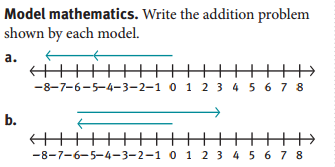 Model mathematics. Write the addition problem
shown by each model.
a.
-8-7-6-5-4-3-2-1 0 1 2 3 4 5 6 7 8
b.
-8-7-6-5-4-3-2-1 0 1 2 3 4 5 6 7 8